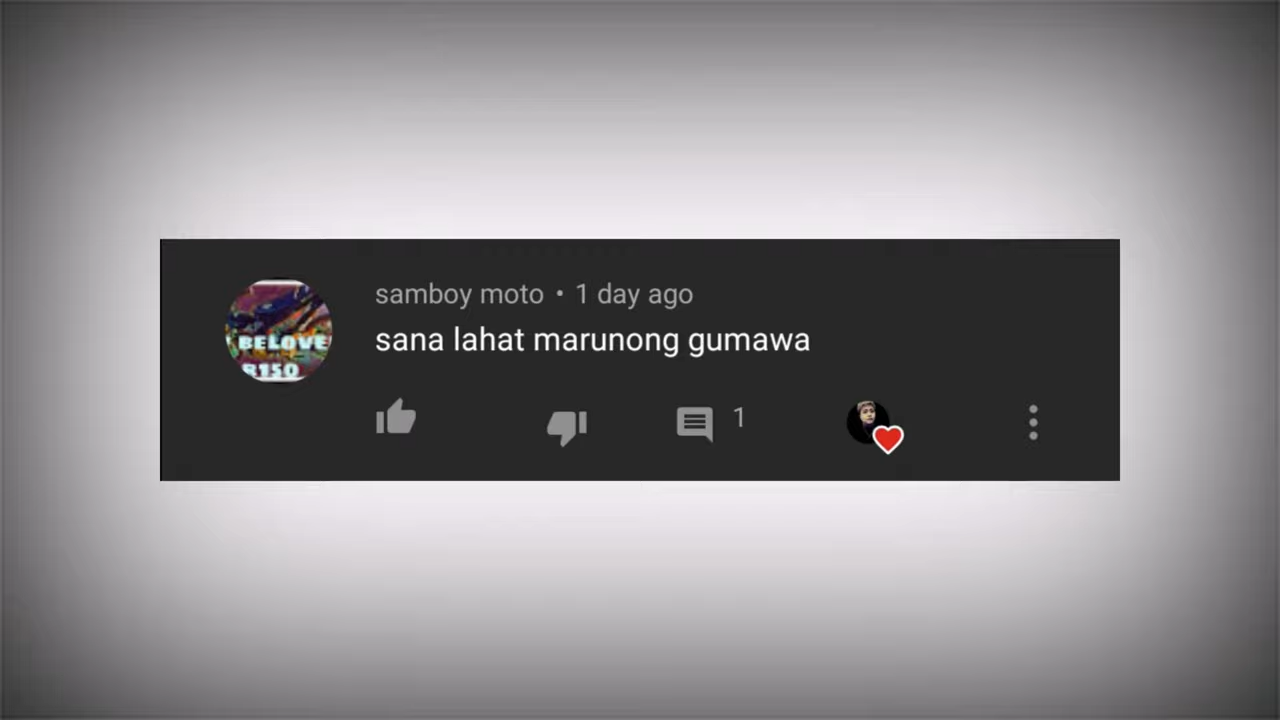 samboy moto • 1 day ago
sana lahat marunong gumawa
BELOVE
R150
1